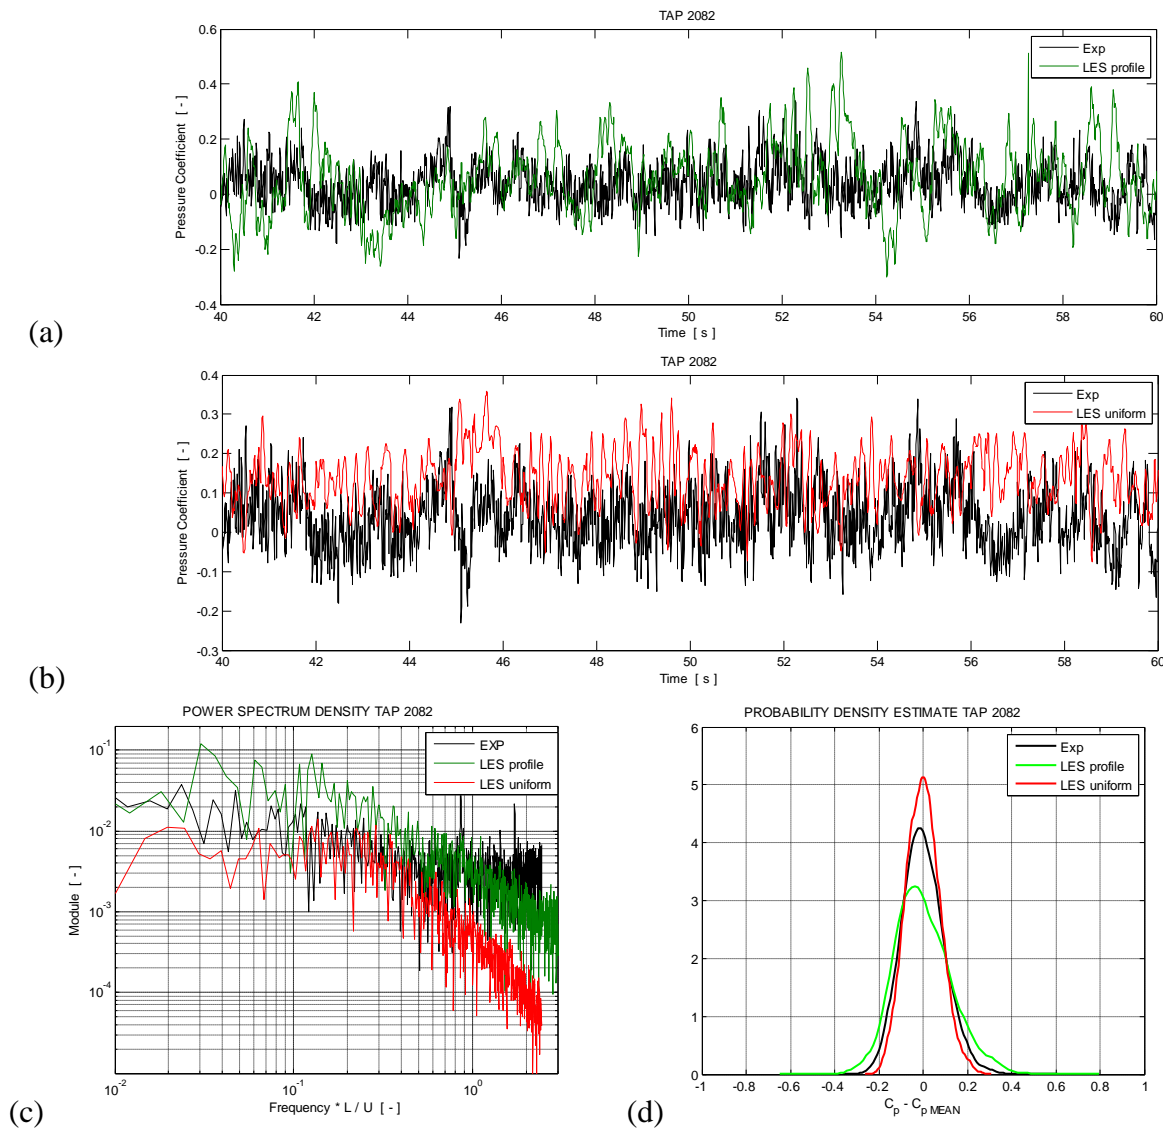 TAP 2082
Pressure Coefficient [ - ]
0.6
0.4
0.2
0
-0.2
-0.4
Exp
LES profile
40 42 44 46 48 50 52 54 56 58 60
Time [ s ]
(a)
TAP 2082
Pressure Coefficient [ - ]
0.4
0.3
0.2
0.1
0
-0.1
-0.2
-0.3
Exp
LES uniform
40 42 44 46 48 50 52 54 56 58 60
Time [ s ]
(b)
POWER SPECTRUM DENSITY TAP 2082
Module [ - ]
10^-1
10^-2
10^-3
10^-4
EXP
LES profile
LES uniform
10^-2 10^-1 10^0
Frequency * L / U [ - ]
(c)
PROBABILITY DENSITY ESTIMATE TAP 2082
6
5
4
3
2
1
0
Exp
LES profile
LES uniform
-1 -0.8 -0.6 -0.4 -0.2 0 0.2 0.4 0.6 0.8 1
C_p - C_p MEAN
(d)